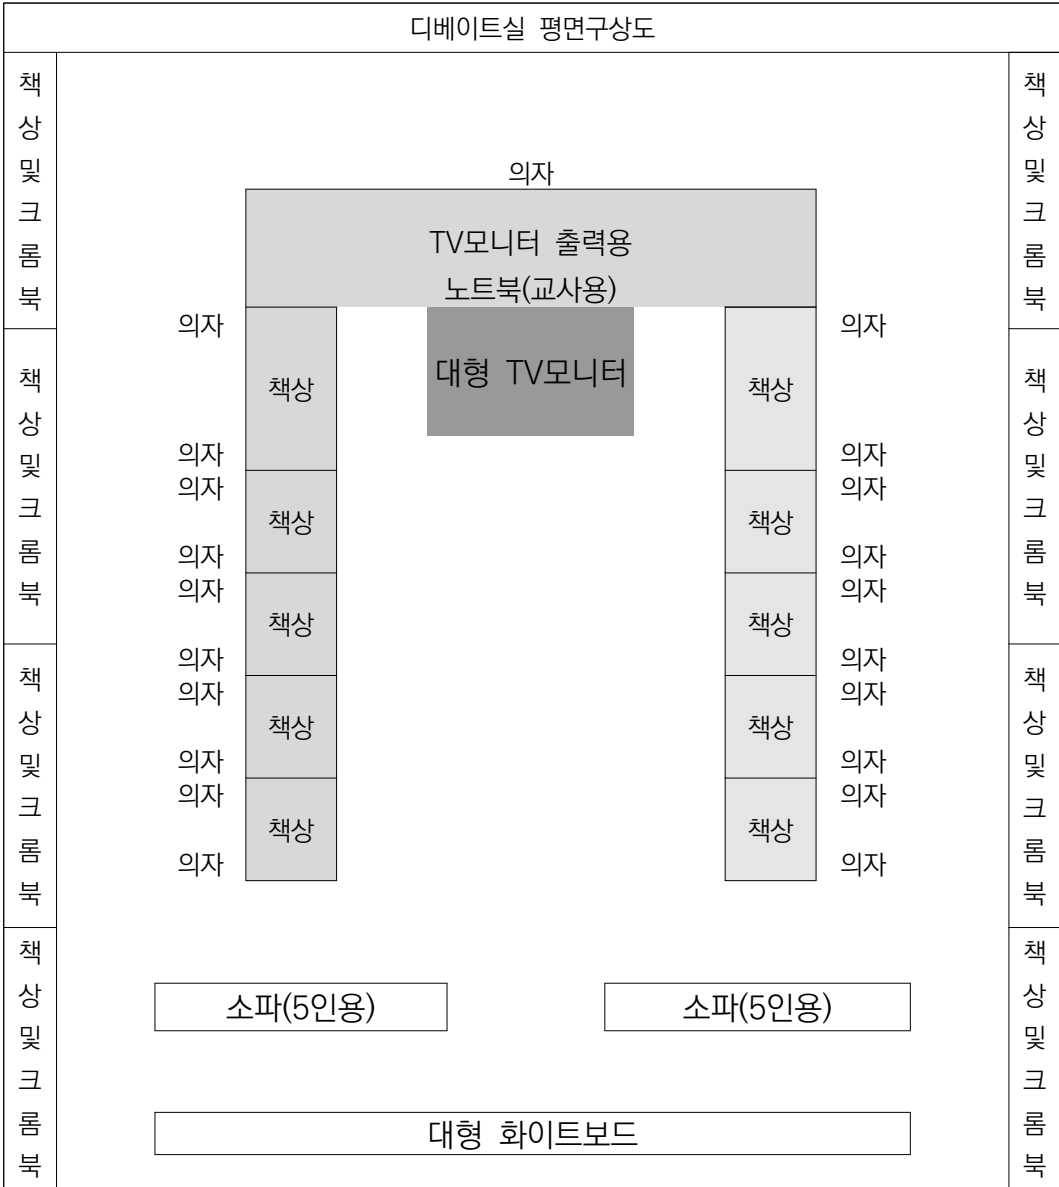 디베이트실 평면구상도
책상및크롬북
책상및크롬북
책상및크롬북
책상및크롬북
의자
TV모니터 출력용
노트북(교사용)
대형 TV모니터
의자
책상
의자
의자
책상
의자
의자
책상
의자
의자
책상
의자
의자
책상
의자
의자
책상
의자
의자
책상
의자
의자
책상
의자
의자
책상
의자
의자
책상
의자
소파(5인용)
소파(5인용)
대형 화이트보드
책상및크롬북
책상및크롬북
책상및크롬북
책상및크롬북